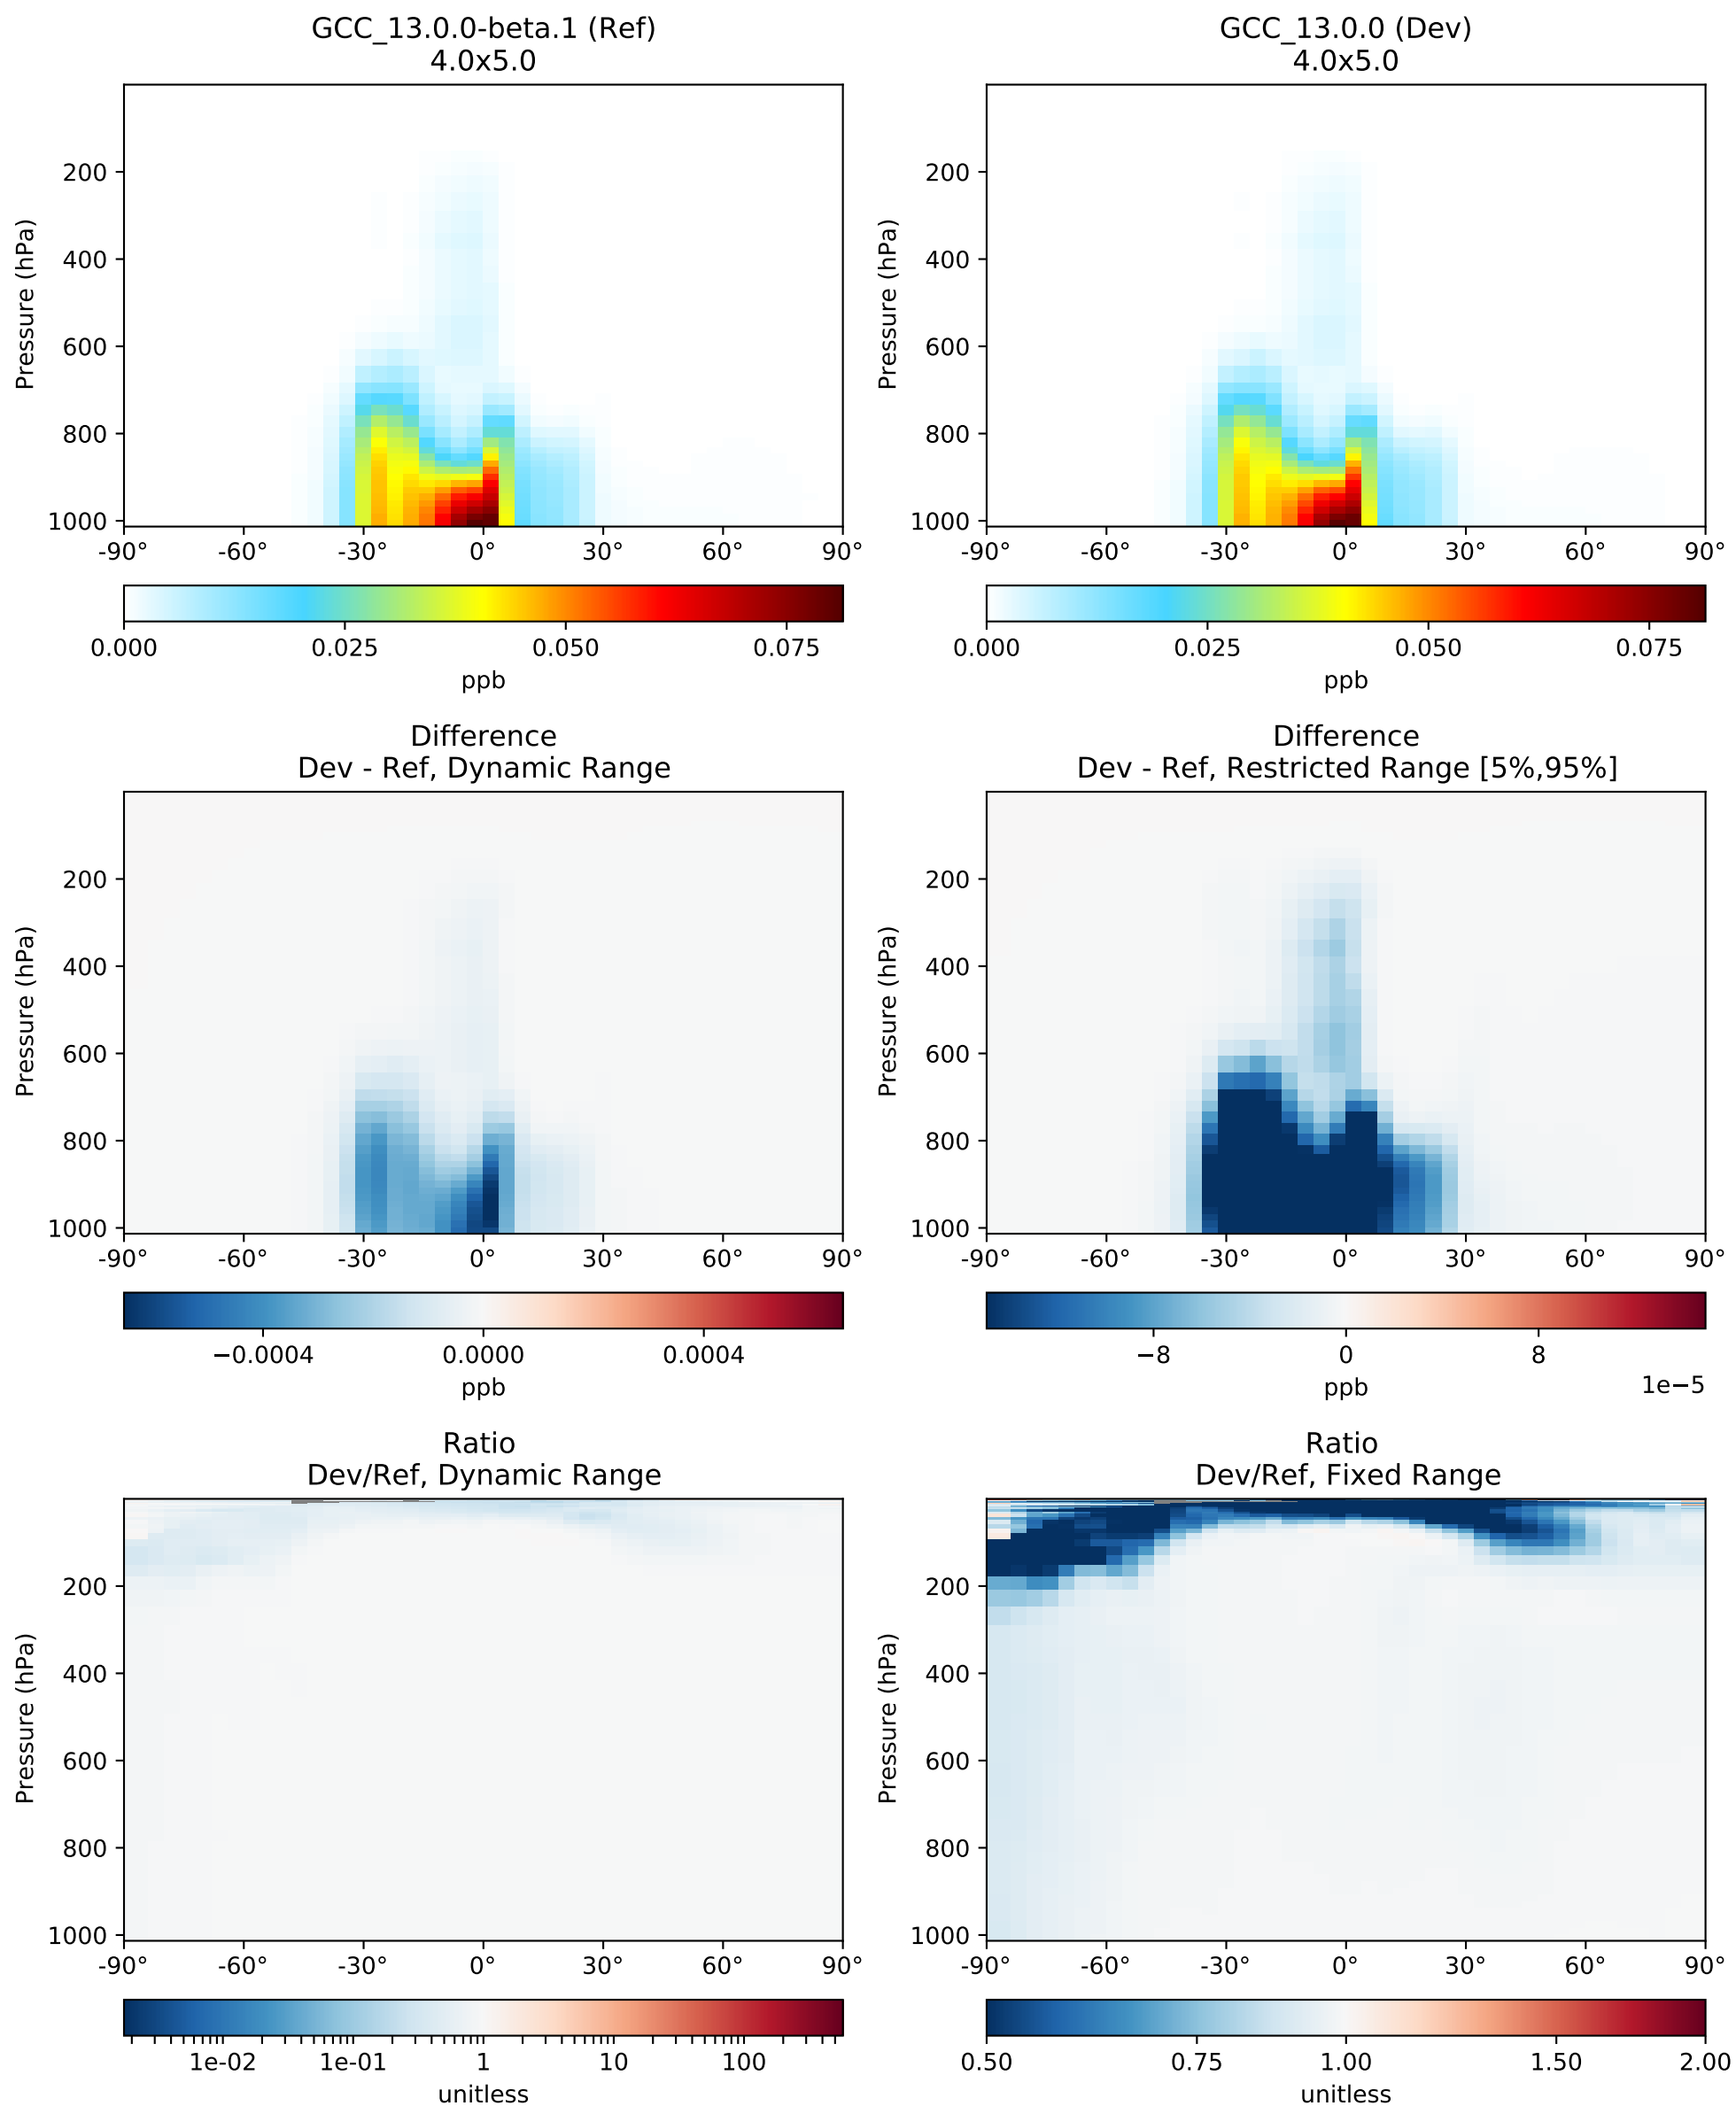 GCC_13.0.0-beta.1 (Ref)
4.0x5.0
GCC_13.0.0 (Dev)
4.0x5.0
Pressure (hPa)
200
400
600
800
1000
-90° -60° -30° 0° 30° 60° 90°
0.000 0.025 0.050 0.075
ppb
Pressure (hPa)
200
400
600
800
1000
-90° -60° -30° 0° 30° 60° 90°
0.000 0.025 0.050 0.075
ppb
Difference
Dev - Ref, Dynamic Range
Pressure (hPa)
200
400
600
800
1000
-90° -60° -30° 0° 30° 60° 90°
−0.0004 0.0000 0.0004
ppb
Difference
Dev - Ref, Restricted Range [5%,95%]
Pressure (hPa)
200
400
600
800
1000
-90° -60° -30° 0° 30° 60° 90°
−8 0 8
ppb
1e−5
Ratio
Dev/Ref, Dynamic Range
Pressure (hPa)
200
400
600
800
1000
-90° -60° -30° 0° 30° 60° 90°
1e-02 1e-01 1 10 100
unitless
Ratio
Dev/Ref, Fixed Range
Pressure (hPa)
200
400
600
800
1000
-90° -60° -30° 0° 30° 60° 90°
0.50 0.75 1.00 1.50 2.00
unitless